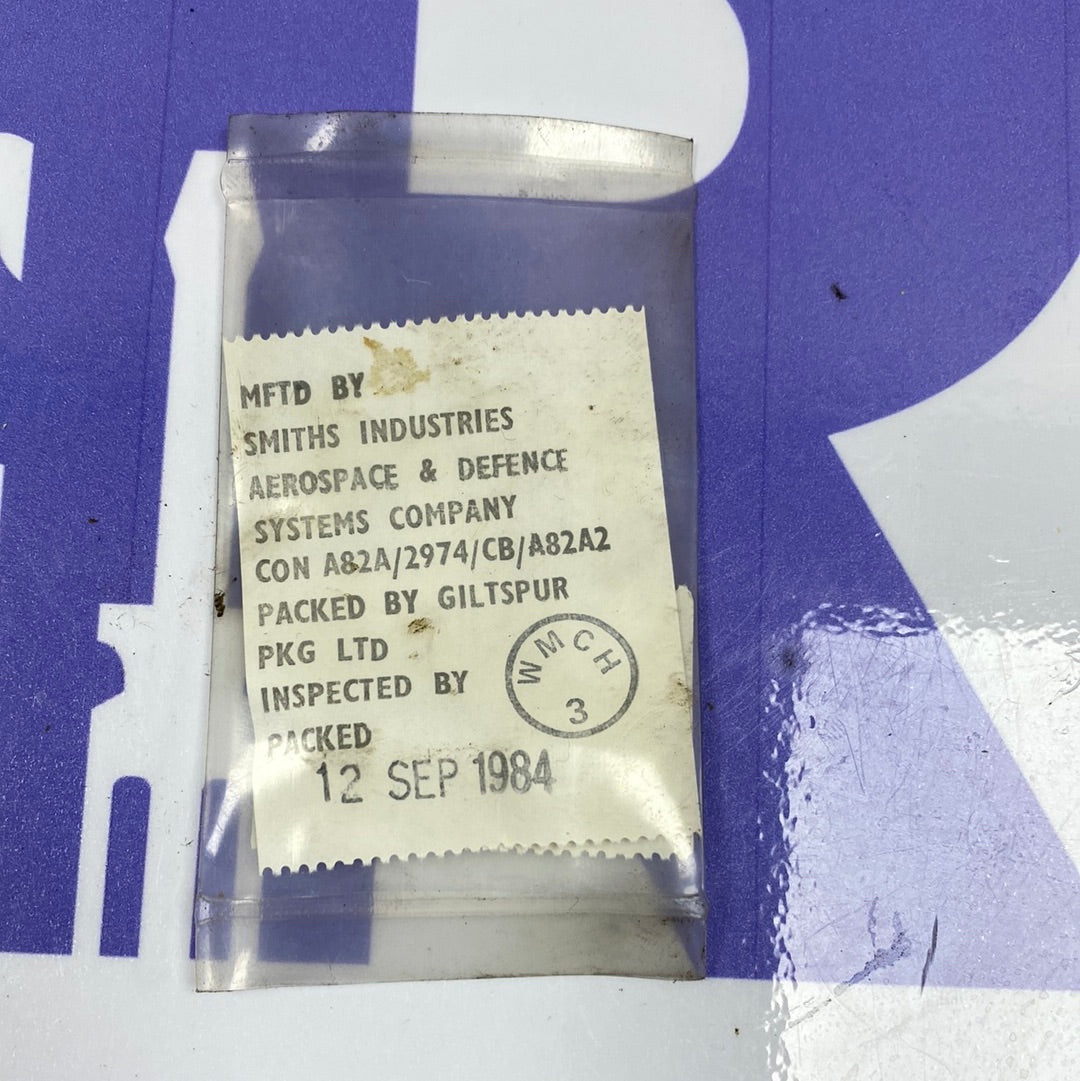 MFTD BY
SMITHS INDUSTRIES
AEROSPACE & DEFENCE
SYSTEMS COMPANY
CON A82A/2974/CB/A82A2
PACKED BY GILTSPUR
PKG LTD
INSPECTED BY
WMCH
3
PACKED
12 SEP 1984